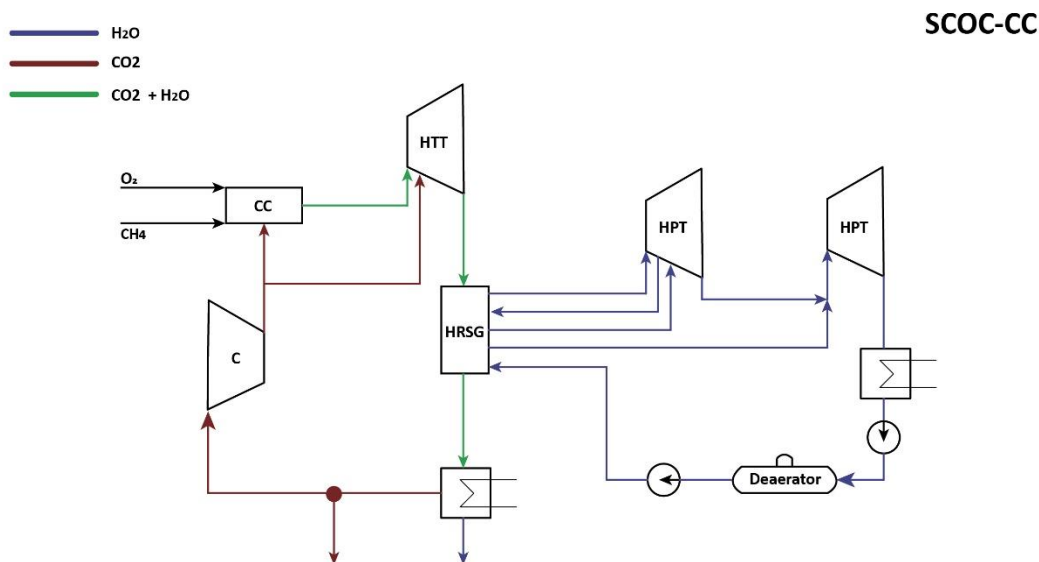 SCOC-CC
H₂O
CO2
CO2 + H₂O
HTT
O₂
CC
CH4
HPT
HPT
HRSG
C
Deaerator